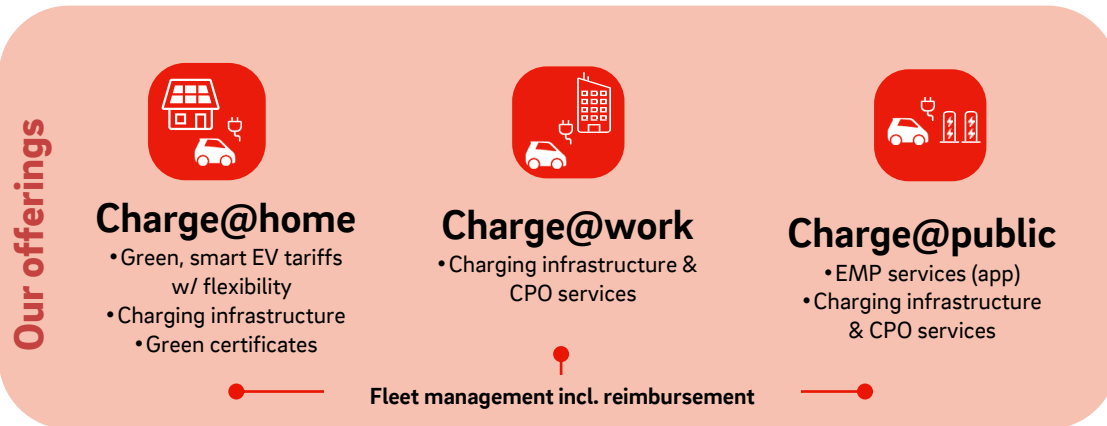 Our offerings
Charge@home
•Green, smart EV tariffs
w/ flexibility
•Charging infrastructure
•Green certificates
Charge@work
•Charging infrastructure &
CPO services
Charge@public
•EMP services (app)
•Charging infrastructure
& CPO services
Fleet management incl. reimbursement